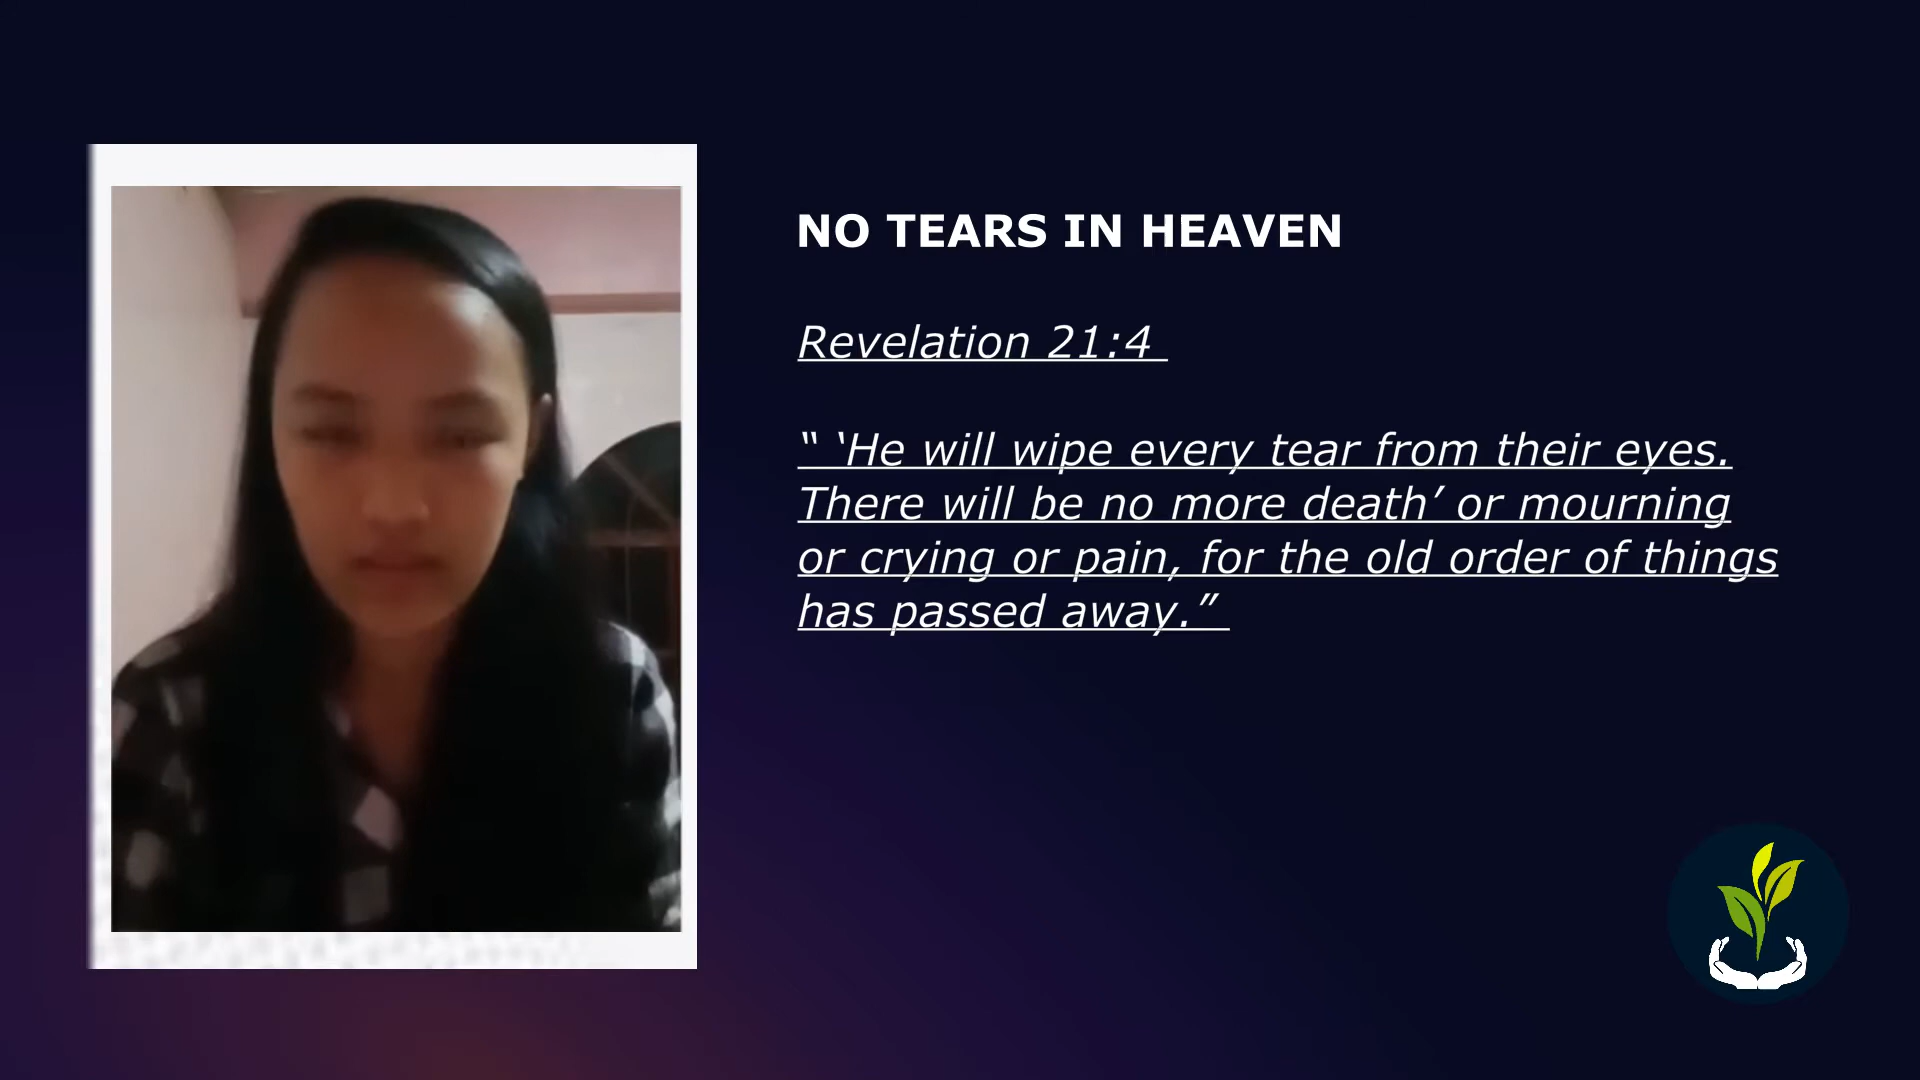 NO TEARS IN HEAVEN
Revelation 21:4
“ ‘He will wipe every tear from their eyes.
There will be no more death’ or mourning
or crying or pain, for the old order of things
has passed away.”